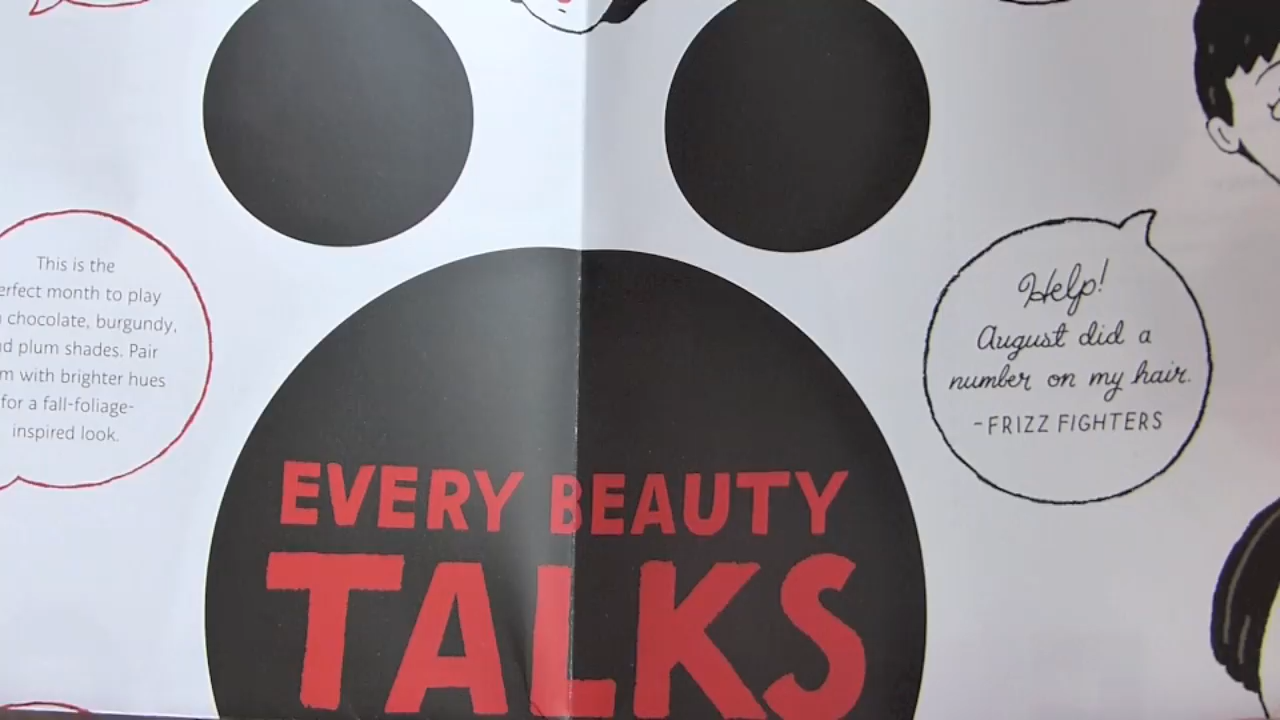 This is the
month to play
chocolate, burgundy,
plum shades. Pair
with brighter hues
for a fall-foliage-
inspired look.
EVERY BEAUTY
TALKS
Help!
August did a
number on my hair.
-FRIZZ FIGHTERS